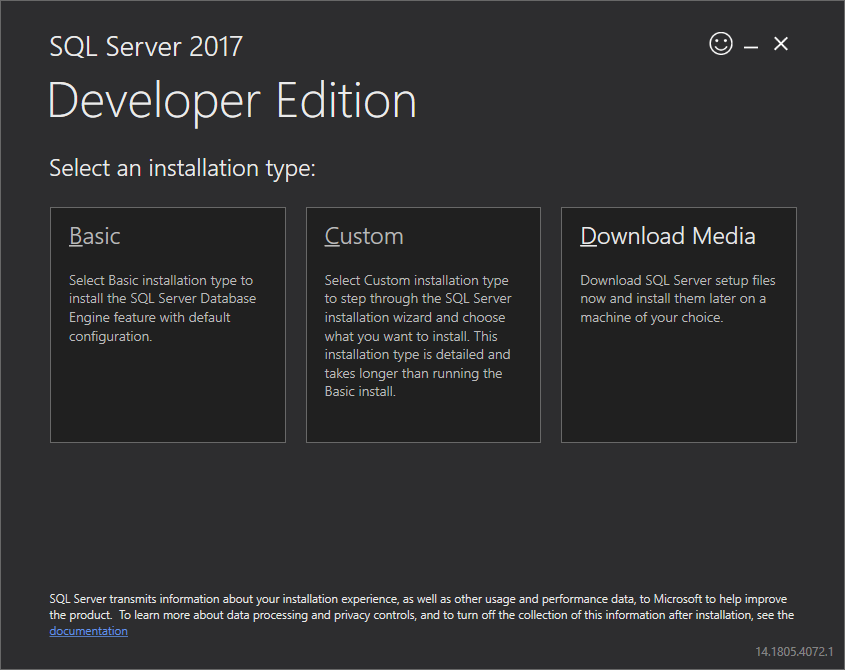 SQL Server 2017
Developer Edition
Select an installation type:
Basic
Select Basic installation type to
install the SQL Server Database
Engine feature with default
configuration.
Custom
Select Custom installation type
to step through the SQL Server
installation wizard and choose
what you want to install. This
installation type is detailed and
takes longer than running the
Basic install.
Download Media
Download SQL Server setup files
now and install them later on a
machine of your choice.
SQL Server transmits information about your installation experience, as well as other usage and performance data, to Microsoft to help improve
the product.  To learn more about data processing and privacy controls, and to turn off the collection of this information after installation, see the
documentation
14.1805.4072.1